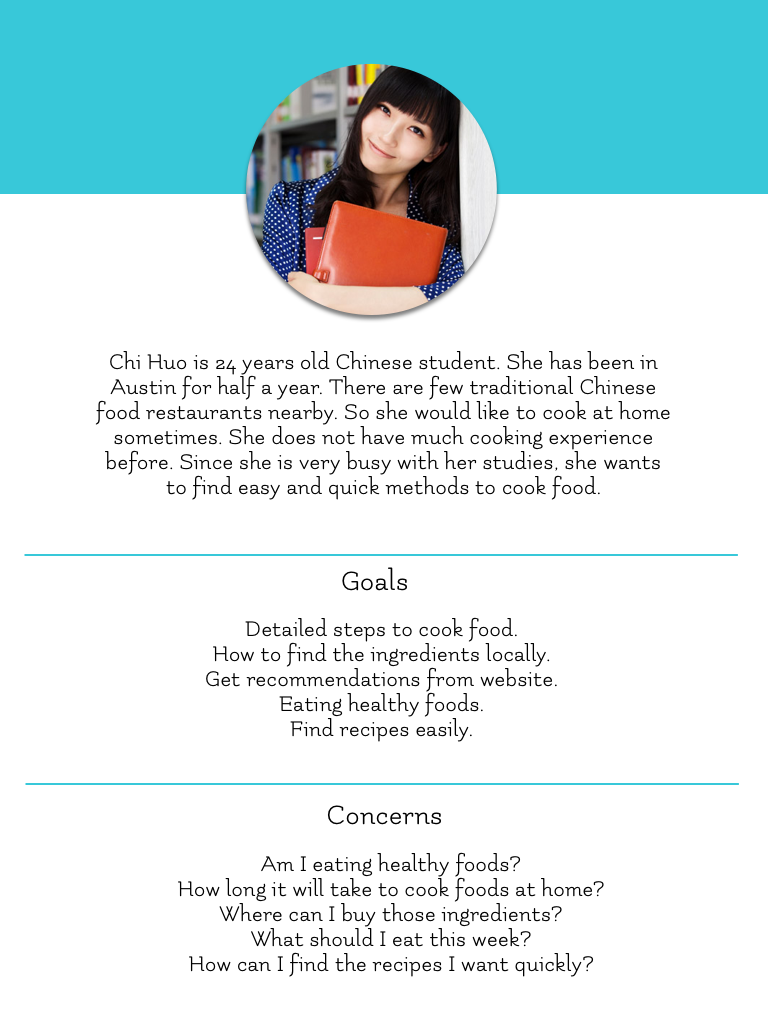 Chi Huo is 24 years old Chinese student. She has been in
Austin for half a year. There are few traditional Chinese
food restaurants nearby. So she would like to cook at home
sometimes. She does not have much cooking experience
before. Since she is very busy with her studies, she wants
to find easy and quick methods to cook food.
Goals
Detailed steps to cook food.
How to find the ingredients locally.
Get recommendations from website.
Eating healthy foods.
Find recipes easily.
Concerns
Am I eating healthy foods?
How long it will take to cook foods at home?
Where can I buy those ingredients?
What should I eat this week?
How can I find the recipes I want quickly?